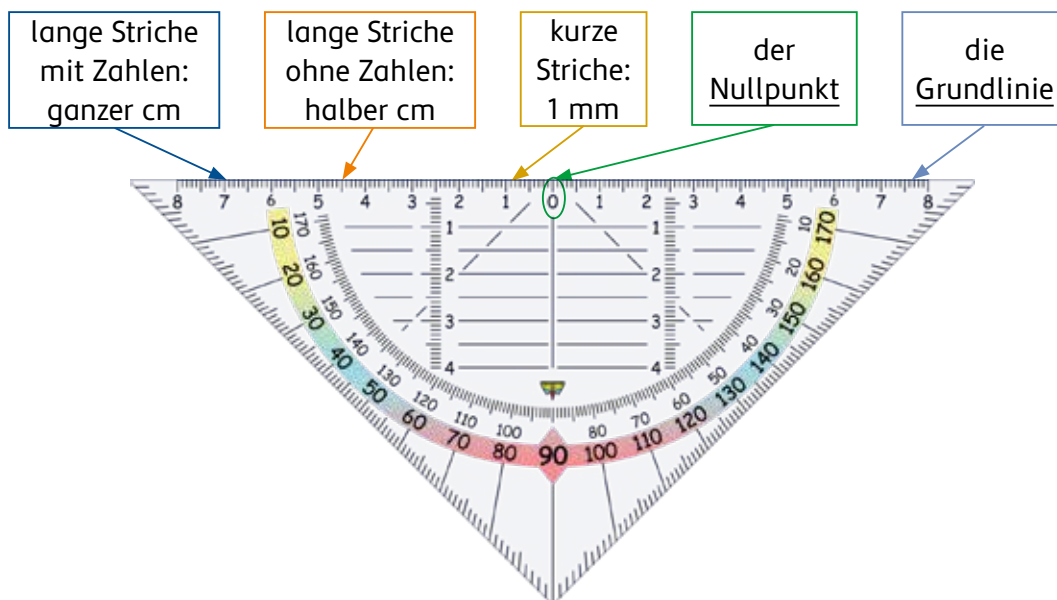 lange Striche
mit Zahlen:
ganzer cm
lange Striche
ohne Zahlen:
halber cm
kurze
Striche:
1 mm
der
Nullpunkt
die
Grundlinie
8 7 6 5 4 3 2 1 0 1 2 3 4 5 6 7 8
1 1
2 2
3 3
4 4
170 160 150 140 130 120 110 100 80 70 60 50 40 30 20 10
10 20 30 40 50 60 70 80 90 100 110 120 130 140 150 160 170